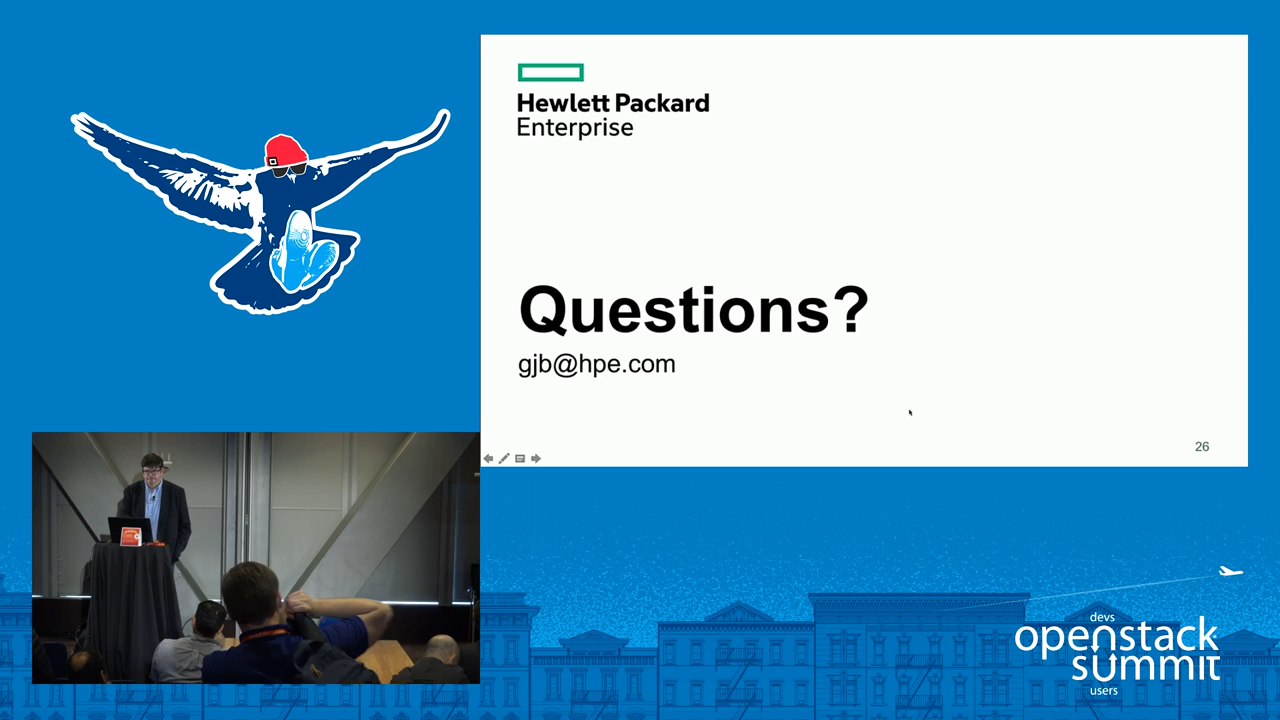 Hewlett Packard
Enterprise
Questions?
gjb@hpe.com
26
devs
openstack
summit
users